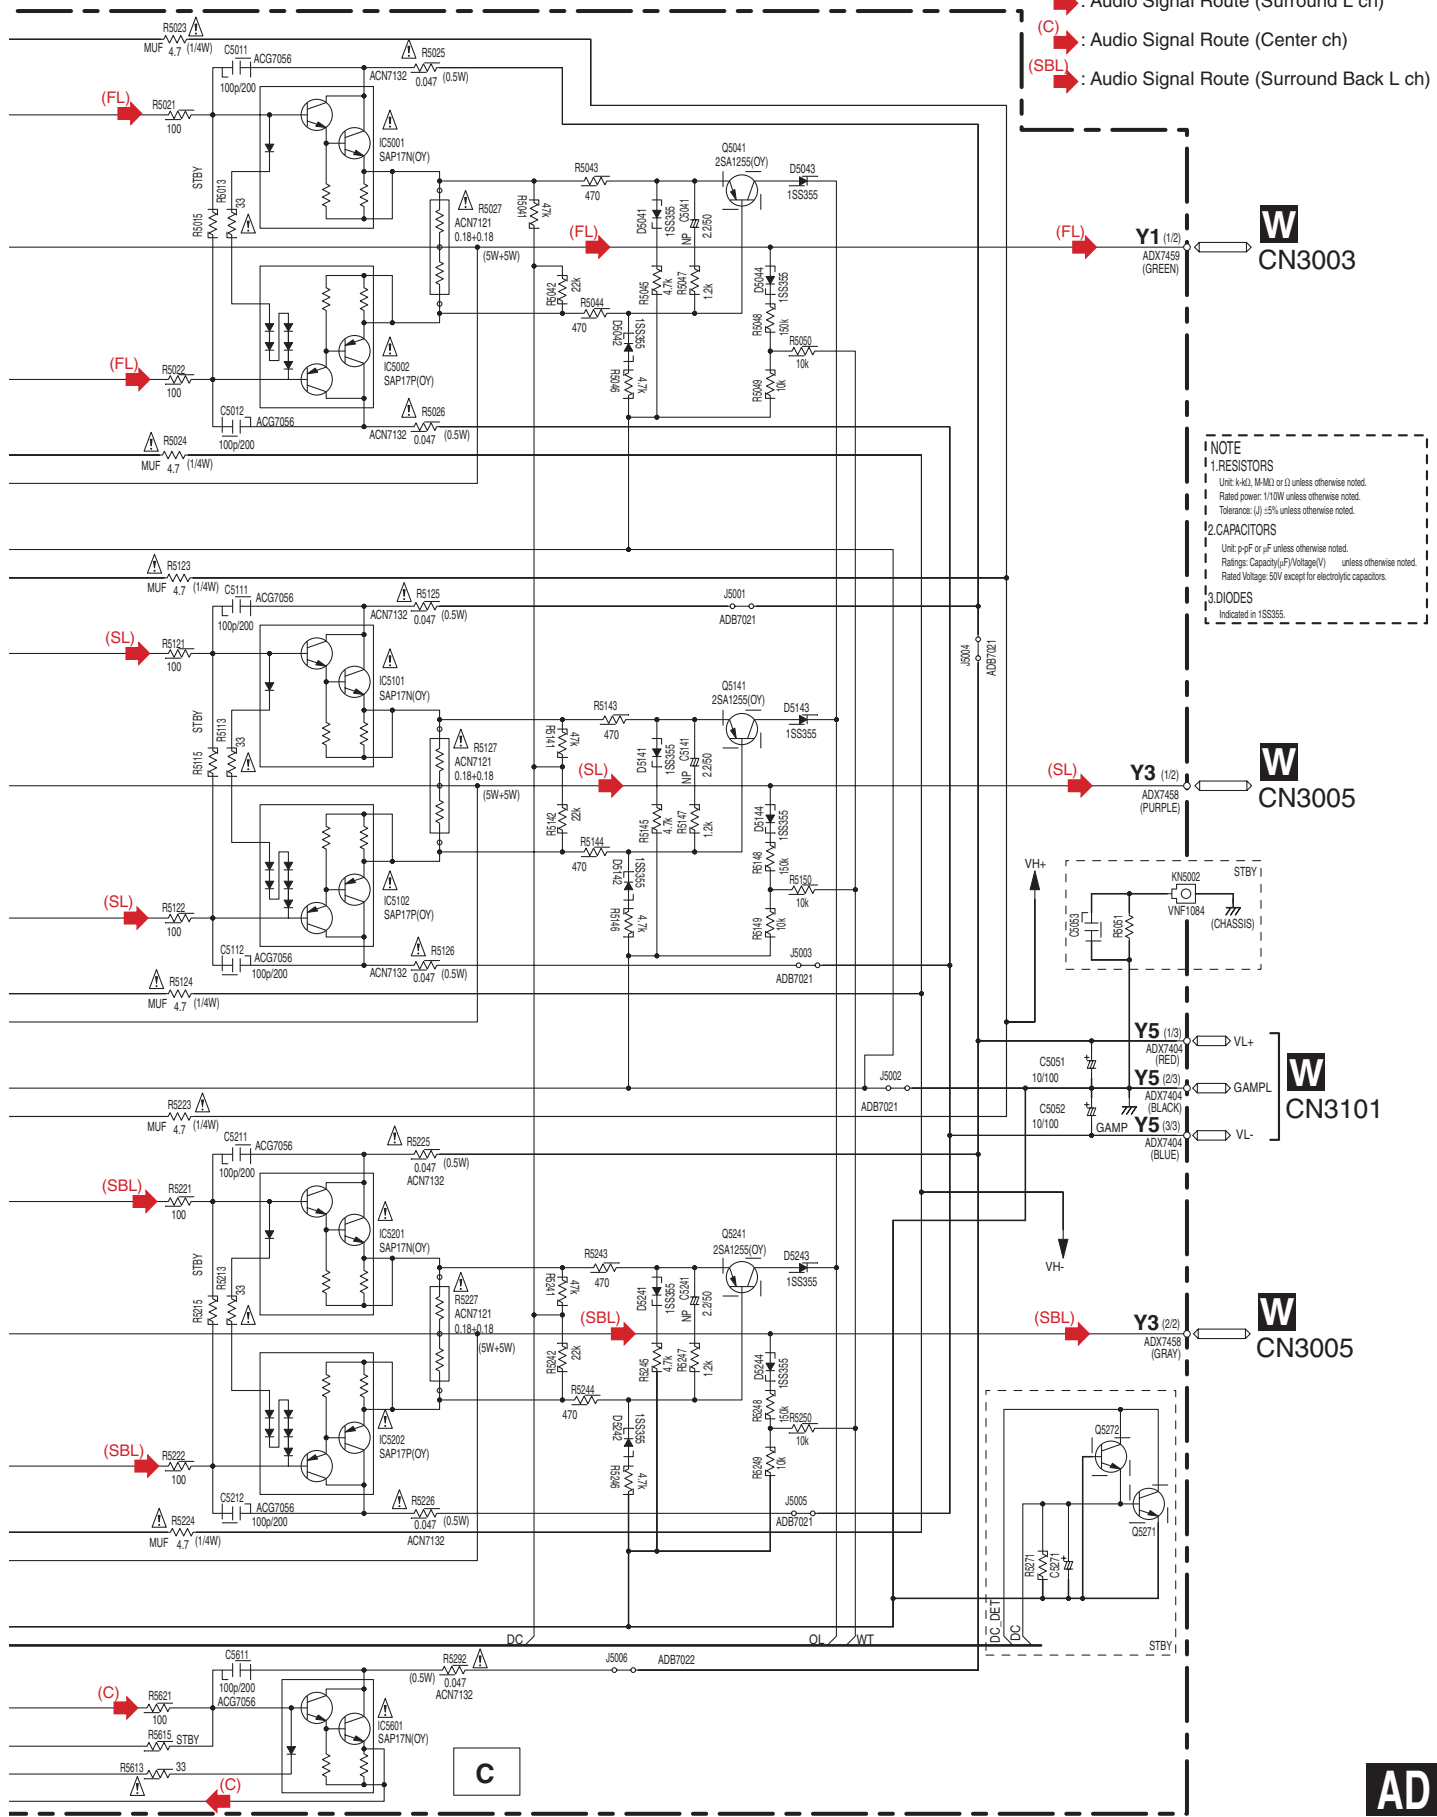 : Audio Signal Route (Surround L ch)
(C)
: Audio Signal Route (Center ch)
(SBL)
: Audio Signal Route (Surround Back L ch)
R5023
MUF 4.7 (1/4W)
C5011
ACG7056
100p/200
R5025
ACN7132 0.047 (0.5W)
(FL)
R5021
100
IC5001
SAP17N(OY)
STBY
R5013
33
R5015
R5027
ACN7121
0.18+0.18
(5W+5W)
R5041
47k
R5043
470
Q5041
2SA1255(OY)
D5043
1SS355
D5041
1SS355
C5041
NP
2.2/50
(FL)
(FL)
Y1 (1/2)
ADX7459
(GREEN)
W
CN3003
R5042
22k
R5044
470
R5045
4.7k
R5047
1.2k
D5044
1SS355
R5048
150k
R5050
10k
R5049
10k
D5042
1SS355
R5046
4.7k
IC5002
SAP17P(OY)
(FL)
R5022
100
C5012
ACG7056
100p/200
R5026
ACN7132 0.047 (0.5W)
R5024
MUF 4.7 (1/4W)
NOTE
1.RESISTORS
Unit: k-kΩ, M-MΩ or Ω unless otherwise noted.
Rated power: 1/10W unless otherwise noted.
Tolerance: (J) ±5% unless otherwise noted.
2.CAPACITORS
Unit: p-pF or μF unless otherwise noted.
Ratings: Capacity(μF)/Voltage(V) unless otherwise noted.
Rated Voltage: 50V except for electrolytic capacitors.
3.DIODES
Indicated in 1SS355.
R5123
MUF 4.7 (1/4W)
C5111
ACG7056
100p/200
R5125
ACN7132 0.047 (0.5W)
J5001
ADB7021
J5004
ADB7021
(SL)
R5121
100
IC5101
SAP17N(OY)
STBY
R5113
33
R5115
R5127
ACN7121
0.18+0.18
(5W+5W)
R5141
47k
R5143
470
Q5141
2SA1255(OY)
D5143
1SS355
D5141
1SS355
C5141
NP
2.2/50
(SL)
(SL)
Y3 (1/2)
ADX7458
(PURPLE)
W
CN3005
R5142
22k
R5144
470
R5145
4.7k
R5147
1.2k
D5144
1SS355
R5148
150k
R5150
10k
R5149
10k
D5142
1SS355
R5146
4.7k
IC5102
SAP17P(OY)
(SL)
R5122
100
C5112
ACG7056
100p/200
R5126
ACN7132 0.047 (0.5W)
J5003
ADB7021
R5124
MUF 4.7 (1/4W)
VH+
KN5002
STBY
VNF1084
(CHASSIS)
C5053
R5051
Y5 (1/3)
ADX7404
(RED)
VL+
C5051
10/100
J5002
ADB7021
Y5 (2/3)
ADX7404
(BLACK)
GAMPL
W
CN3101
C5052
10/100
GAMP
Y5 (3/3)
ADX7404
(BLUE)
VL-
R5223
MUF 4.7 (1/4W)
C5211
ACG7056
100p/200
R5225
0.047 (0.5W)
ACN7132
(SBL)
R5221
100
IC5201
SAP17N(OY)
STBY
R5213
33
R5215
R5227
ACN7121
0.18+0.18
(5W+5W)
R5241
47k
R5243
470
Q5241
2SA1255(OY)
D5243
1SS355
D5241
1SS355
C5241
NP
2.2/50
VH-
(SBL)
(SBL)
Y3 (2/2)
ADX7458
(GRAY)
W
CN3005
R5242
22k
R5244
470
R5245
4.7k
R5247
1.2k
D5244
1SS355
R5248
150k
R5250
10k
R5249
10k
D5242
1SS355
R5246
4.7k
IC5202
SAP17P(OY)
(SBL)
R5222
100
C5212
ACG7056
100p/200
R5226
0.047 (0.5W)
ACN7132
J5005
ADB7021
R5224
MUF 4.7 (1/4W)
Q5272
Q5271
R5271
C5271
DC_DET
DC
STBY
DC
OL
WT
C5611
100p/200
ACG7056
R5292
(0.5W) 0.047
ACN7132
J5006
ADB7022
(C)
R5621
100
R5615 STBY
R5613 33
IC5601
SAP17N(OY)
(C)
C
AD